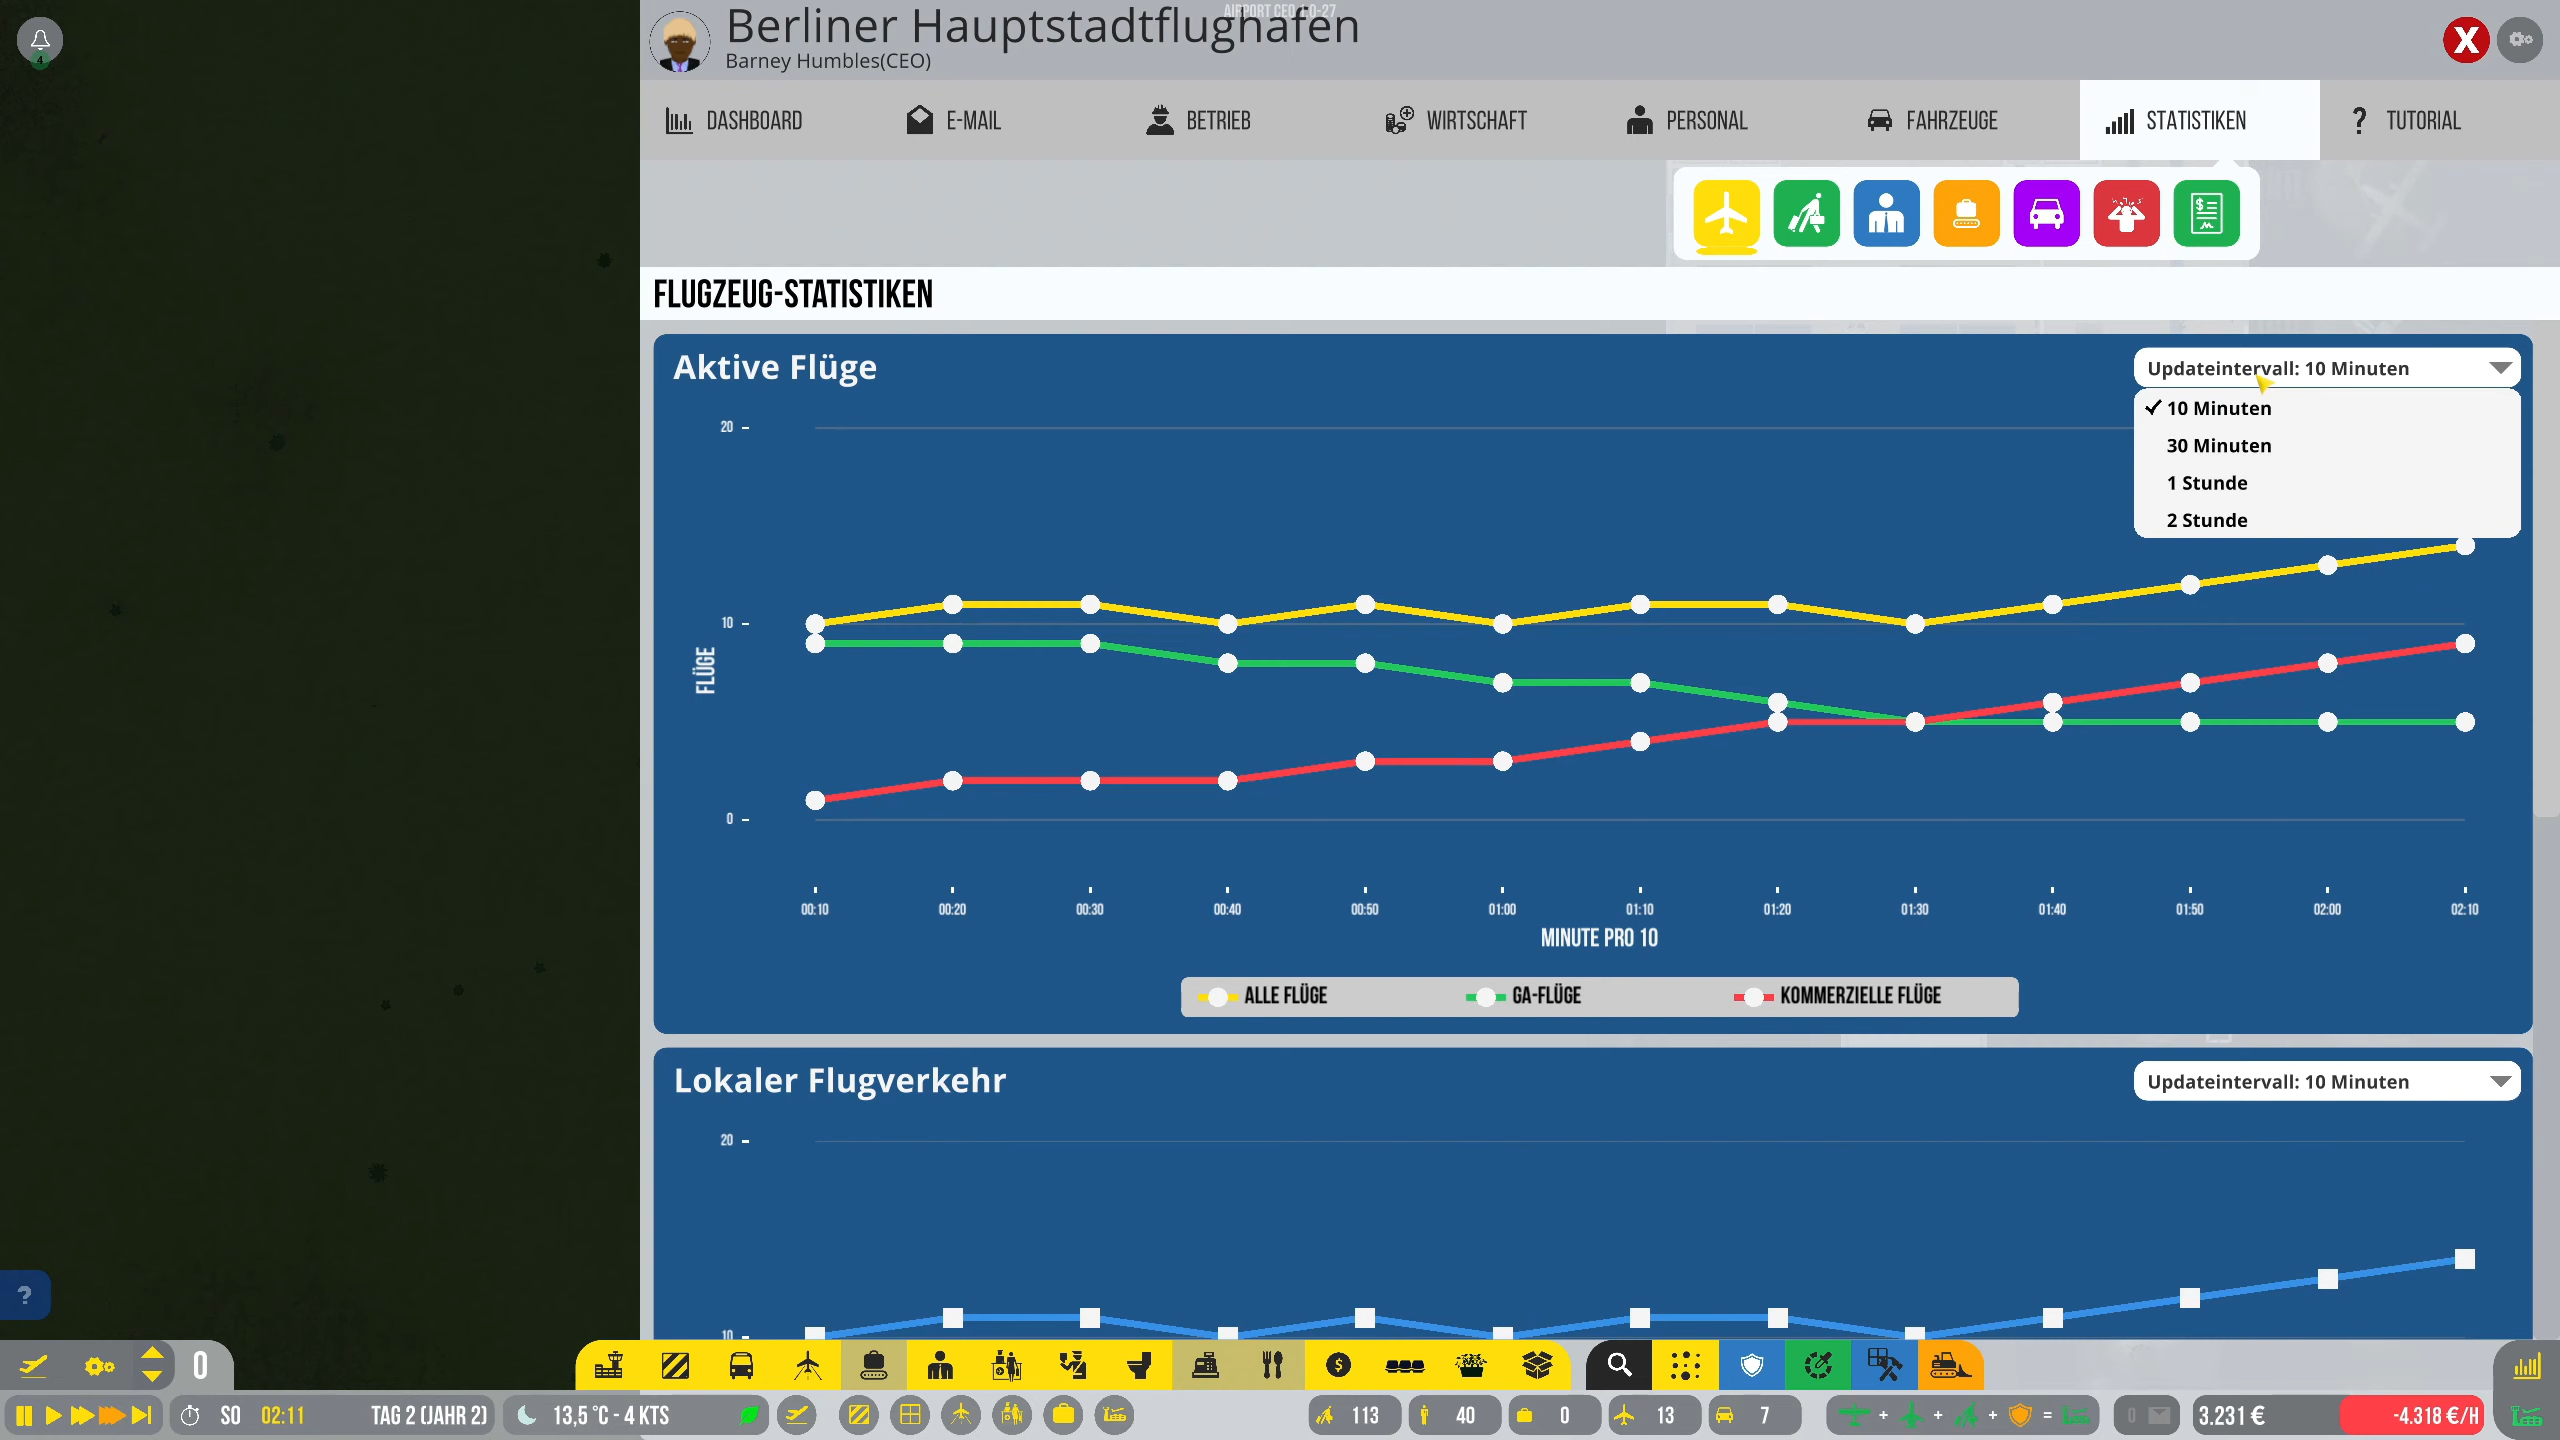 AIRPORT CEO 1.0-27
Berliner Hauptstadtflughafen
Barney Humbles(CEO)
4
X
DASHBOARD
E-MAIL
BETRIEB
WIRTSCHAFT
PERSONAL
FAHRZEUGE
STATISTIKEN
? TUTORIAL
FLUGZEUG-STATISTIKEN
Aktive Flüge
Updateintervall: 10 Minuten
10 Minuten
30 Minuten
1 Stunde
2 Stunde
20
10
0
FLÜGE
00:10 00:20 00:30 00:40 00:50 01:00 01:10 01:20 01:30 01:40 01:50 02:00 02:10
MINUTE PRO 10
ALLE FLÜGE GA-FLÜGE KOMMERZIELLE FLÜGE
Lokaler Flugverkehr
Updateintervall: 10 Minuten
20
10
?
0
SO 02:11 TAG 2 (JAHR 2)
13,5 °C - 4 KTS
113
40
0
13
7
+ + + =
0
3.231 €
-4.318 €/H